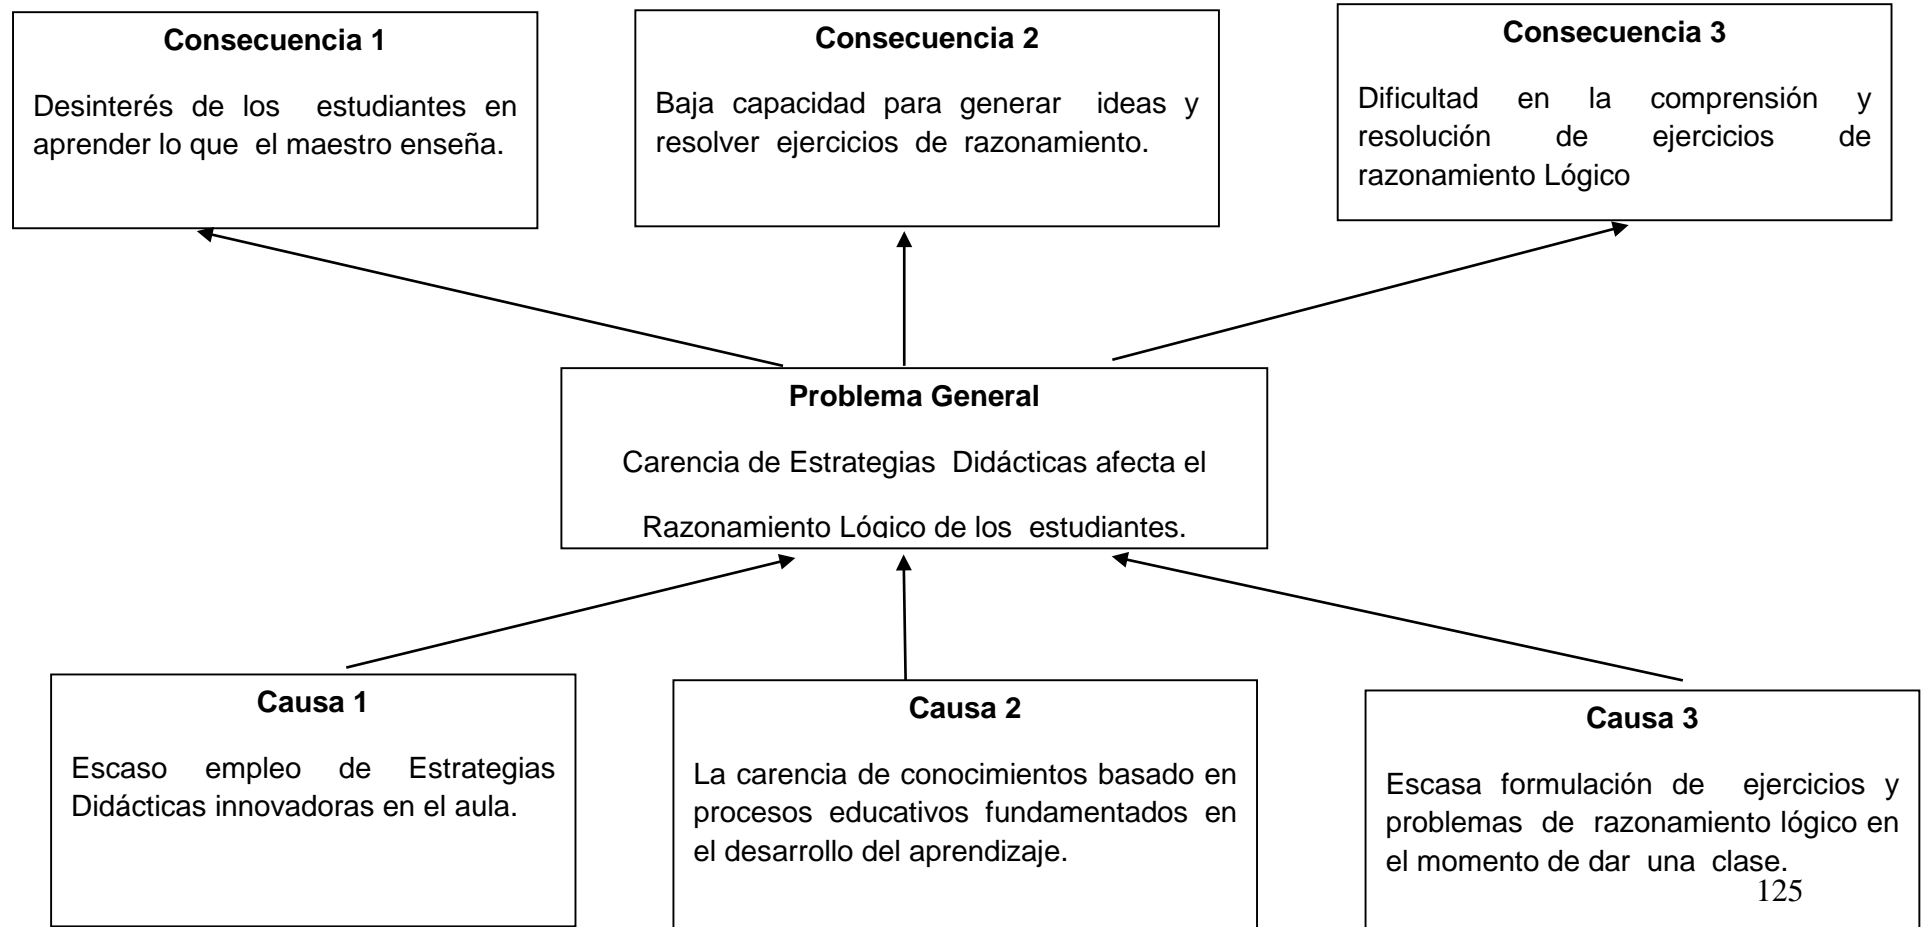 Consecuencia 1
Desinterés de los estudiantes en
aprender lo que el maestro enseña.
Consecuencia 2
Baja capacidad para generar ideas y
resolver ejercicios de razonamiento.
Consecuencia 3
Dificultad en la comprensión y
resolución de ejercicios de
razonamiento Lógico
Problema General
Carencia de Estrategias Didácticas afecta el
Razonamiento Lógico de los estudiantes.
Causa 1
Escaso empleo de Estrategias
Didácticas innovadoras en el aula.
Causa 2
La carencia de conocimientos basado en
procesos educativos fundamentados en
el desarrollo del aprendizaje.
Causa 3
Escasa formulación de ejercicios y
problemas de razonamiento lógico en
el momento de dar una clase.
125